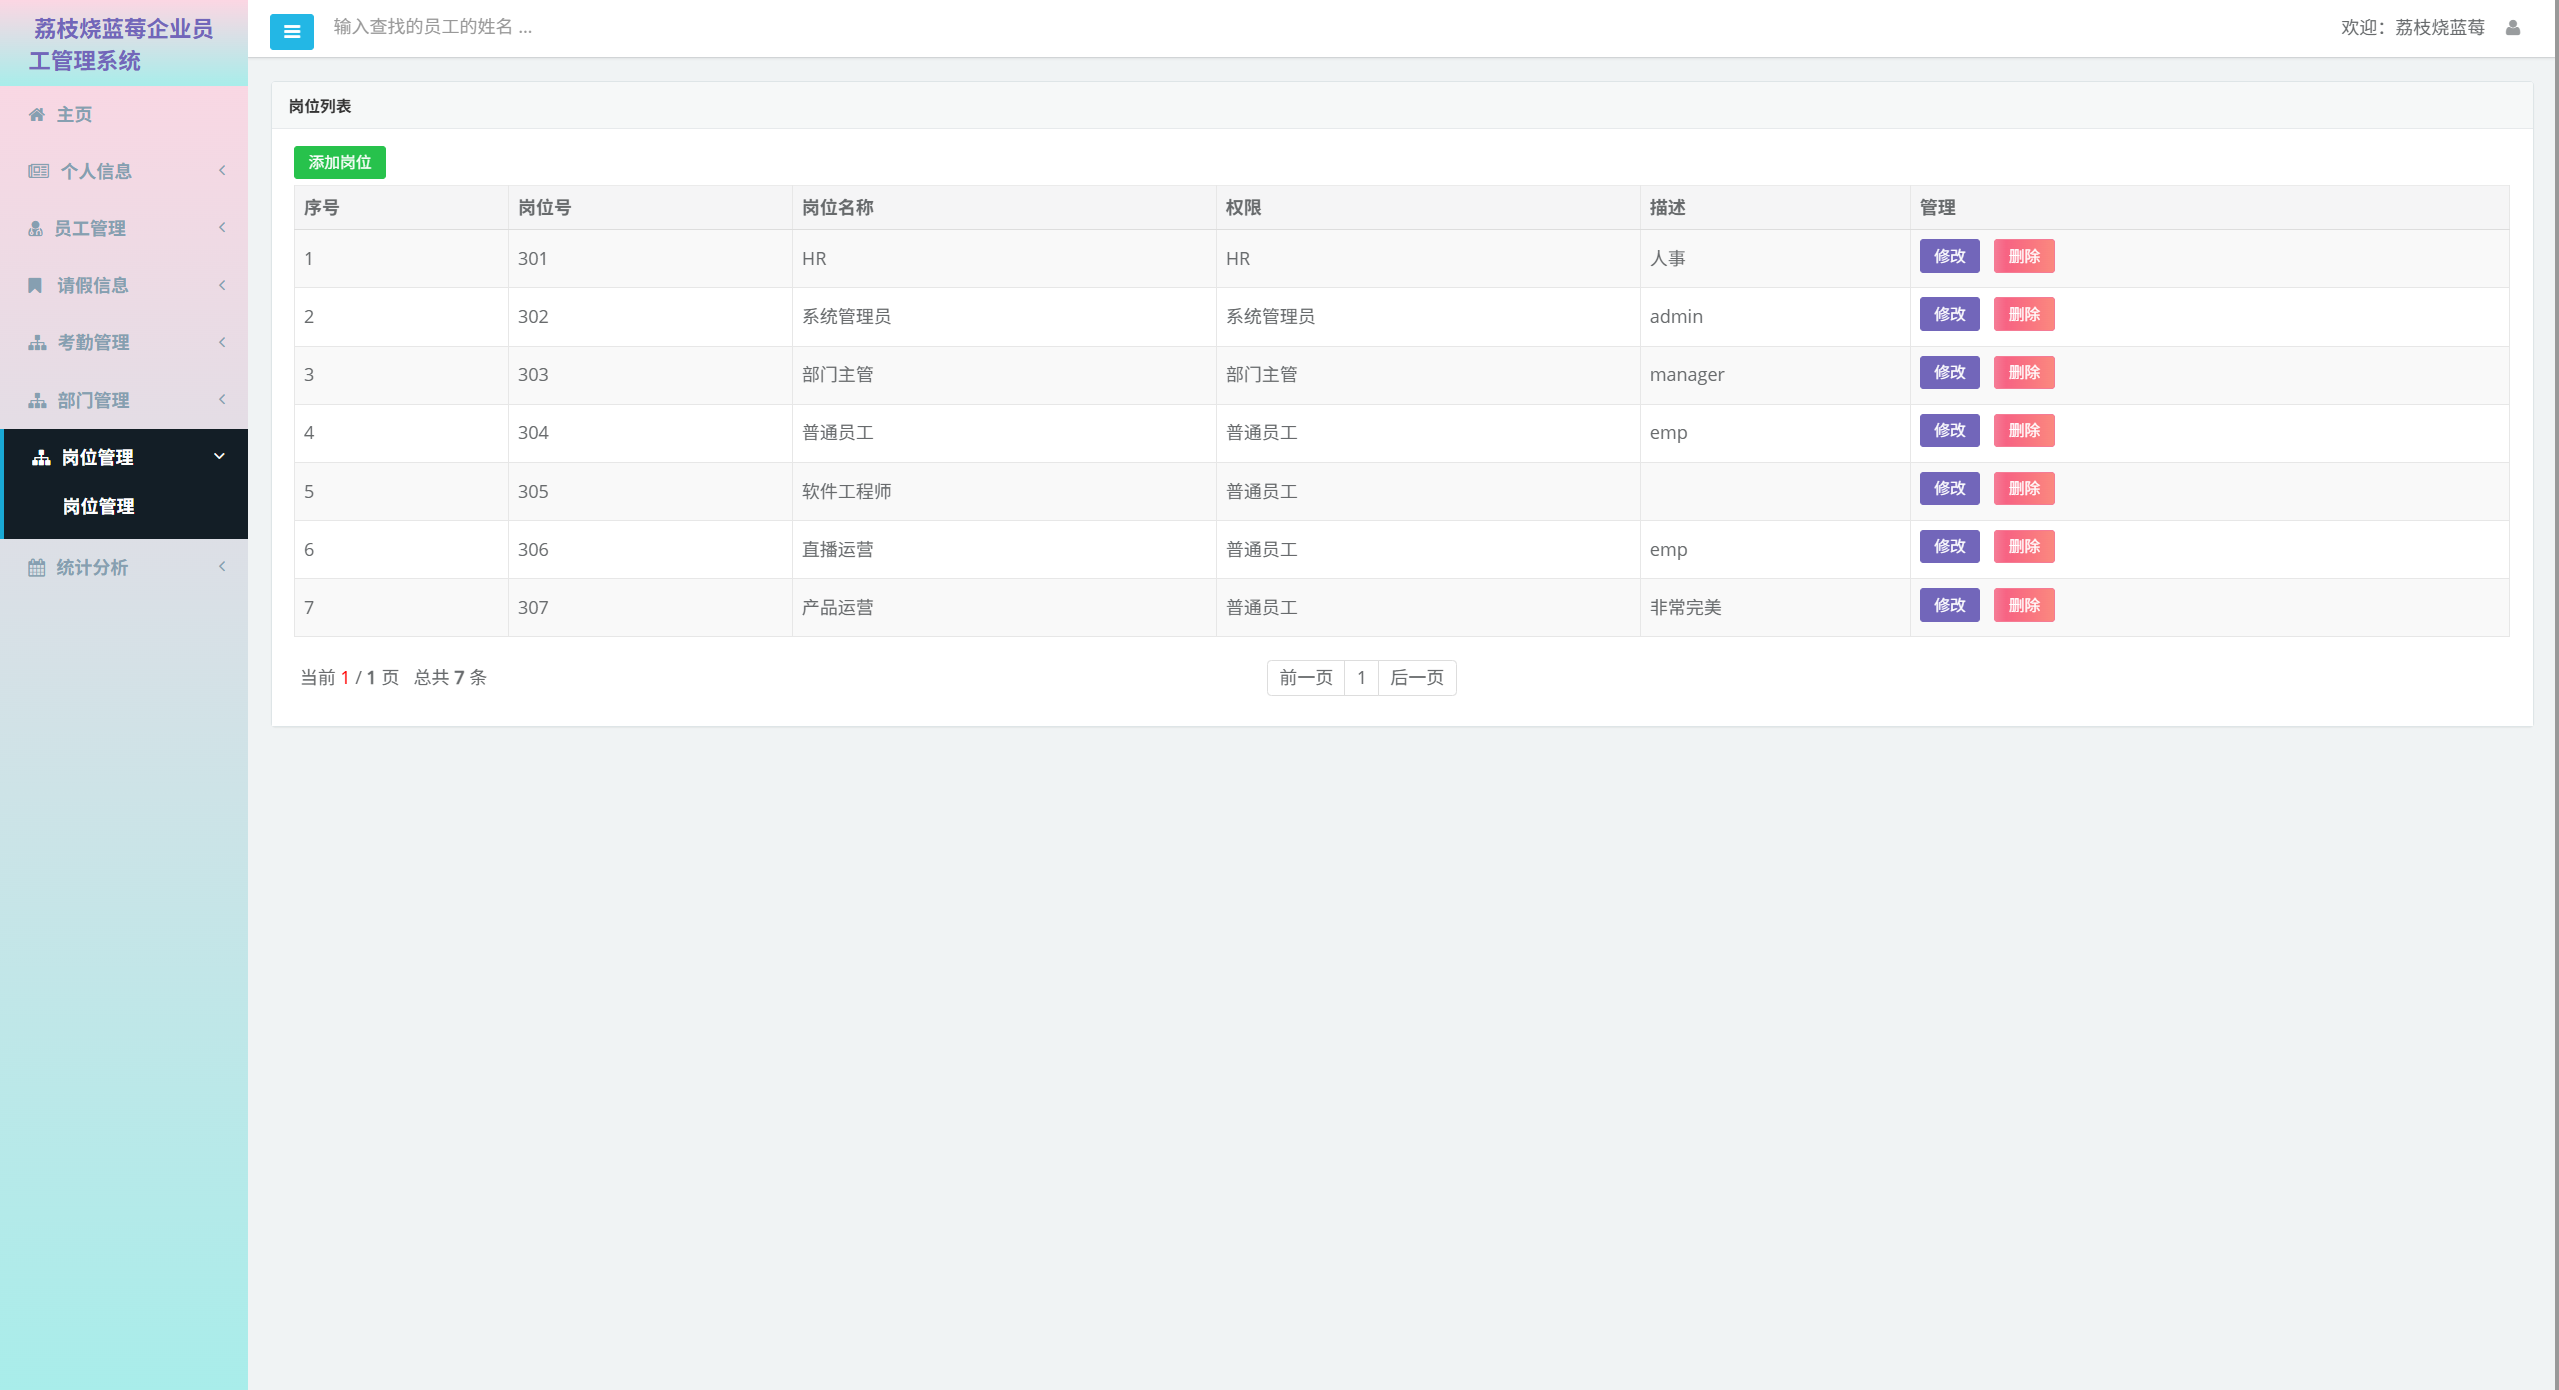 荔枝烧蓝莓企业员
工管理系统
输入查找的员工的姓名 ...
欢迎：荔枝烧蓝莓
主页
个人信息
员工管理
请假信息
考勤管理
部门管理
岗位管理
岗位管理
统计分析
岗位列表
添加岗位
序号 岗位号 岗位名称 权限 描述 管理
1 301 HR HR 人事 修改 删除
2 302 系统管理员 系统管理员 admin 修改 删除
3 303 部门主管 部门主管 manager 修改 删除
4 304 普通员工 普通员工 emp 修改 删除
5 305 软件工程师 普通员工 修改 删除
6 306 直播运营 普通员工 emp 修改 删除
7 307 产品运营 普通员工 非常完美 修改 删除
当前 1 / 1 页 总共 7 条 前一页 1 后一页